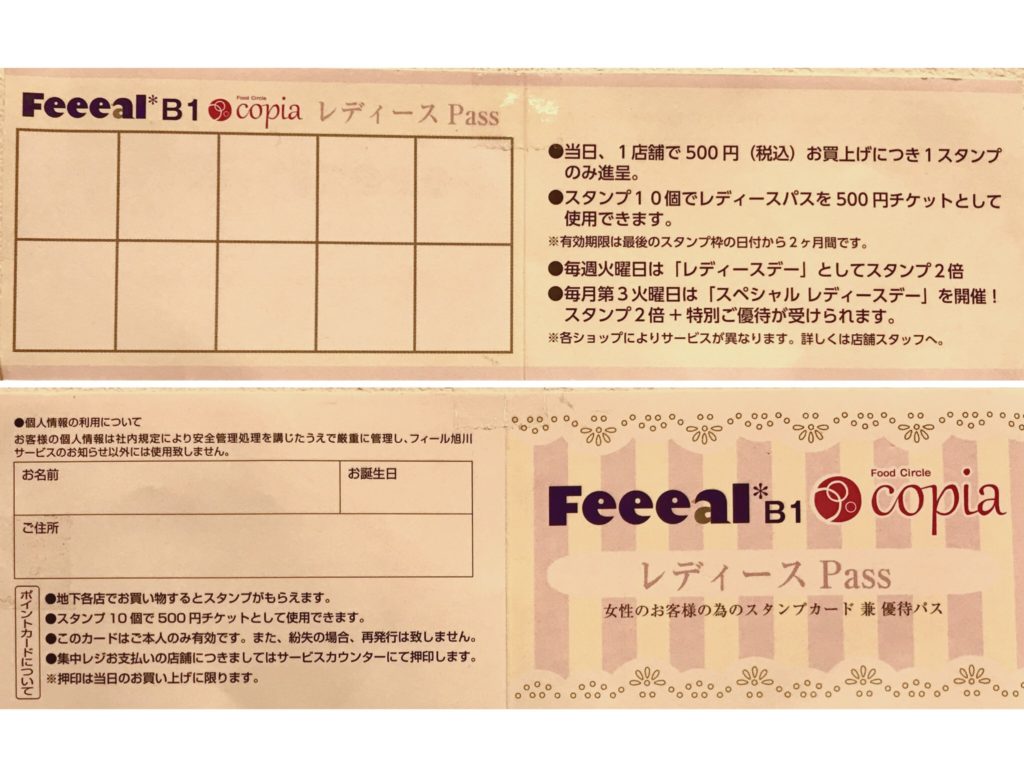 Feeeal* B1 Food Circle copia レディース Pass
●当日、1店舗で500円（税込）お買上げにつき1スタンプ
のみ進呈。
●スタンプ10個でレディースパスを500円チケットとして
使用できます。
※有効期限は最後のスタンプ枠の日付から2ヶ月間です。
●毎週火曜日は「レディースデー」としてスタンプ2倍
●毎月第3火曜日は「スペシャル レディースデー」を開催！
スタンプ2倍＋特別ご優待が受けられます。
※各ショップによりサービスが異なります。詳しくは店舗スタッフへ。
●個人情報の利用について
お客様の個人情報は社内規定により安全管理処理を講じたうえで厳重に管理し、フィール旭川
サービスのお知らせ以外には使用致しません。
お名前
お誕生日
ご住所
ポイントカードについて
●地下各店でお買い物するとスタンプがもらえます。
●スタンプ10個で500円チケットとして使用できます。
●このカードはご本人のみ有効です。また、紛失の場合、再発行は致しません。
●集中レジお支払いの店舗につきましてはサービスカウンターにて押印します。
※押印は当日のお買い上げに限ります。
Feeeal* B1 Food Circle copia
レディース Pass
女性のお客様の為のスタンプカード 兼 優待パス